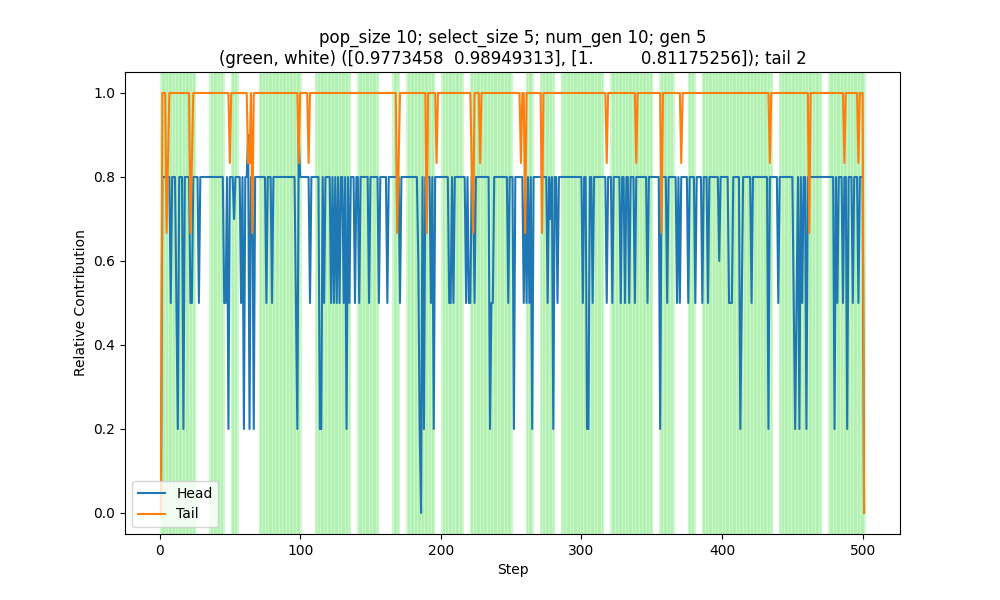 pop_size 10; select_size 5; num_gen 10; gen 5
(green, white) ([0.9773458  0.98949313], [1.         0.81175256]); tail 2
Relative Contribution
1.0
0.8
0.6
0.4
0.2
0.0
Head
Tail
0 100 200 300 400 500
Step